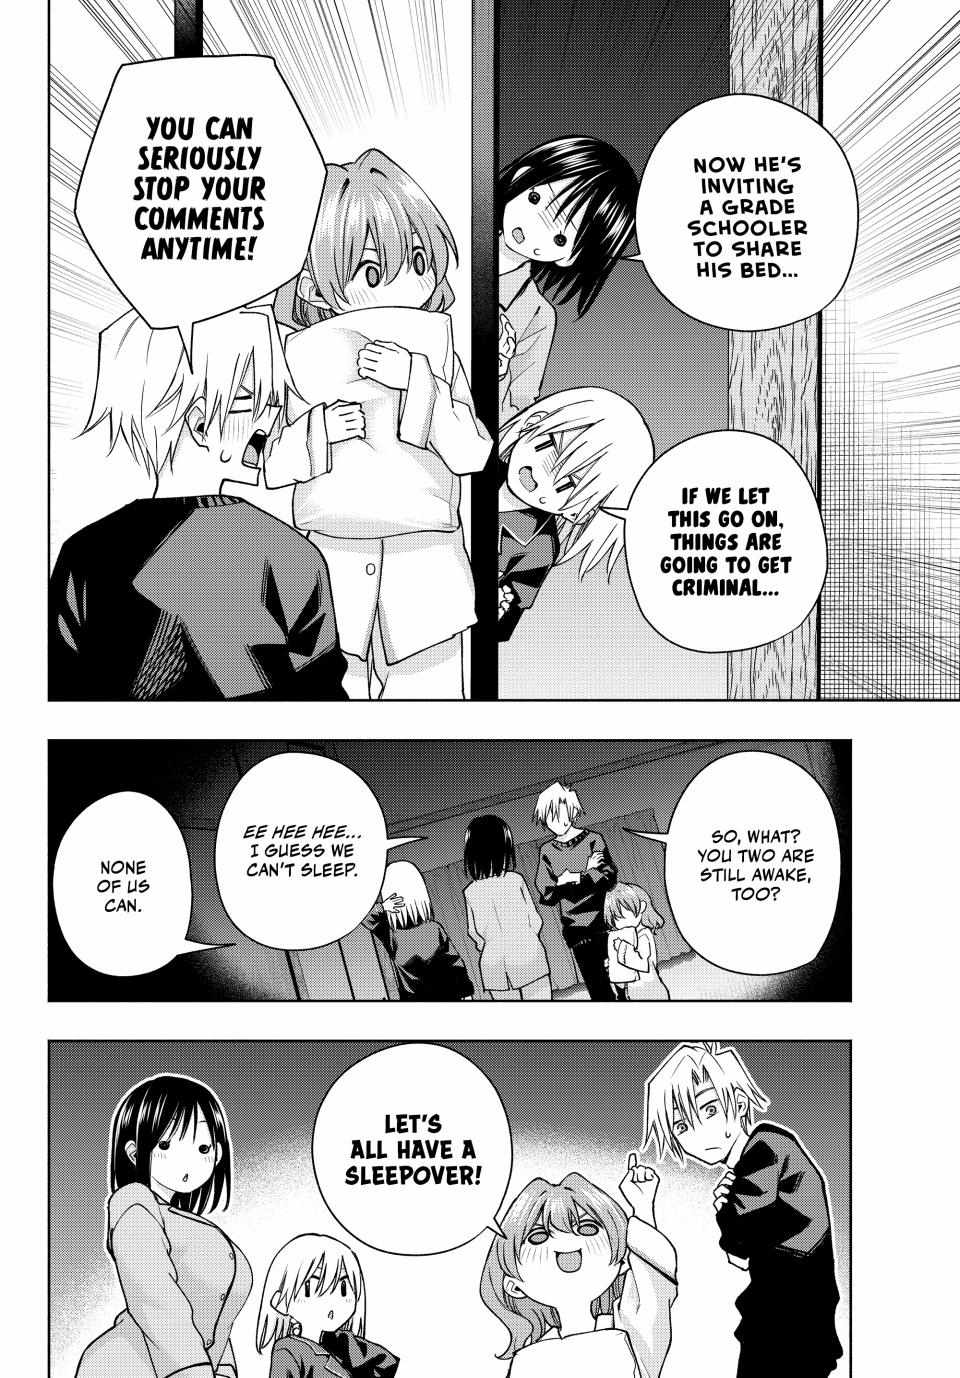 NOW HE'S
INVITING
A GRADE
SCHOOLER
TO SHARE
HIS BED...
YOU CAN
SERIOUSLY
STOP YOUR
COMMENTS
ANYTIME!
IF WE LET
THIS GO ON,
THINGS ARE
GOING TO GET
CRIMINAL...
SO, WHAT?
YOU TWO ARE
STILL AWAKE,
TOO?
EE HEE HEE...
I GUESS WE
CAN'T SLEEP.
NONE
OF US
CAN.
LET'S
ALL HAVE A
SLEEPOVER!